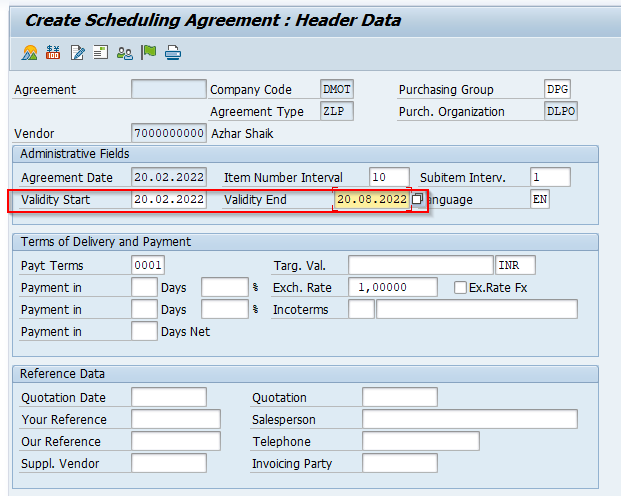 Create Scheduling Agreement : Header Data
Agreement Company Code DMOT Purchasing Group DPG
Agreement Type ZLP Purch. Organization DLPO
Vendor 7000000000 Azhar Shaik
Administrative Fields
Agreement Date 20.02.2022 Item Number Interval 10 Subitem Interv. 1
Validity Start 20.02.2022 Validity End 20.08.2022 anguage EN
Terms of Delivery and Payment
Payt Terms 0001 Targ. Val. INR
Payment in Days % Exch. Rate 1,00000 Ex.Rate Fx
Payment in Days % Incoterms
Payment in Days Net
Reference Data
Quotation Date Quotation
Your Reference Salesperson
Our Reference Telephone
Suppl. Vendor Invoicing Party